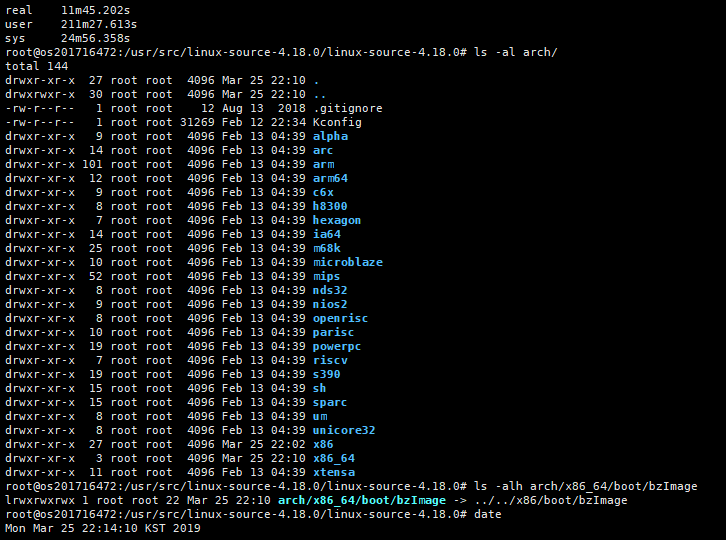 real    11m45.202s
user    211m27.613s
sys     24m56.358s
root@os201716472:/usr/src/linux-source-4.18.0/linux-source-4.18.0# ls -al arch/
total 144
drwxr-xr-x  27 root root  4096 Mar 25 22:10 .
drwxrwxr-x  30 root root  4096 Mar 25 22:10 ..
-rw-r--r--   1 root root    12 Aug 13  2018 .gitignore
-rw-r--r--   1 root root 31269 Feb 12 22:34 Kconfig
drwxr-xr-x   9 root root  4096 Feb 13 04:39 alpha
drwxr-xr-x  14 root root  4096 Feb 13 04:39 arc
drwxr-xr-x 101 root root  4096 Feb 13 04:39 arm
drwxr-xr-x  12 root root  4096 Feb 13 04:39 arm64
drwxr-xr-x   9 root root  4096 Feb 13 04:39 c6x
drwxr-xr-x   8 root root  4096 Feb 13 04:39 h8300
drwxr-xr-x   7 root root  4096 Feb 13 04:39 hexagon
drwxr-xr-x  14 root root  4096 Feb 13 04:39 ia64
drwxr-xr-x  25 root root  4096 Feb 13 04:39 m68k
drwxr-xr-x  10 root root  4096 Feb 13 04:39 microblaze
drwxr-xr-x  52 root root  4096 Feb 13 04:39 mips
drwxr-xr-x   8 root root  4096 Feb 13 04:39 nds32
drwxr-xr-x   9 root root  4096 Feb 13 04:39 nios2
drwxr-xr-x   8 root root  4096 Feb 13 04:39 openrisc
drwxr-xr-x  10 root root  4096 Feb 13 04:39 parisc
drwxr-xr-x  19 root root  4096 Feb 13 04:39 powerpc
drwxr-xr-x   7 root root  4096 Feb 13 04:39 riscv
drwxr-xr-x  19 root root  4096 Feb 13 04:39 s390
drwxr-xr-x  15 root root  4096 Feb 13 04:39 sh
drwxr-xr-x  15 root root  4096 Feb 13 04:39 sparc
drwxr-xr-x   8 root root  4096 Feb 13 04:39 um
drwxr-xr-x   8 root root  4096 Feb 13 04:39 unicore32
drwxr-xr-x  27 root root  4096 Mar 25 22:02 x86
drwxr-xr-x   3 root root  4096 Mar 25 22:10 x86_64
drwxr-xr-x  11 root root  4096 Feb 13 04:39 xtensa
root@os201716472:/usr/src/linux-source-4.18.0/linux-source-4.18.0# ls -alh arch/x86_64/boot/bzImage
lrwxrwxrwx 1 root root 22 Mar 25 22:10 arch/x86_64/boot/bzImage -> ../../x86/boot/bzImage
root@os201716472:/usr/src/linux-source-4.18.0/linux-source-4.18.0# date
Mon Mar 25 22:14:10 KST 2019